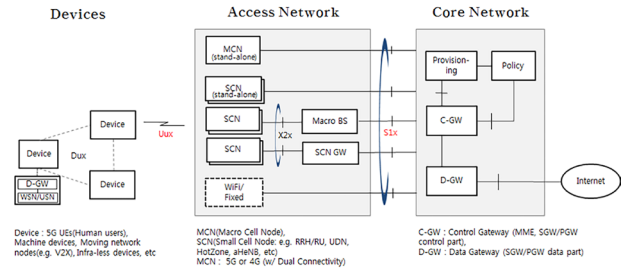 Devices
Access Network
Core Network
MCN
(stand-alone)
SCN
(stand-alone)
SCN
SCN
Macro BS
SCN GW
WiFi/
Fixed
X2x
S1x
Uux
Dux
Device
Device
Device
D-GW
WSN/USN
Provision-
ing
Policy
C-GW
D-GW
Internet
Device : 5G UEs(Human users),
Machine devices, Moving network
nodes(e.g. V2X), Infra-less devices, etc
MCN(Macro Cell Node),
SCN(Small Cell Node: e.g. RRH/RU, UDN,
HotZone, aHeNB, etc)
MCN : 5G or 4G (w/ Dual Connectivity)
C-GW : Control Gateway (MME, SGW/PGW
control part),
D-GW : Data Gateway (SGW/PGW data part)